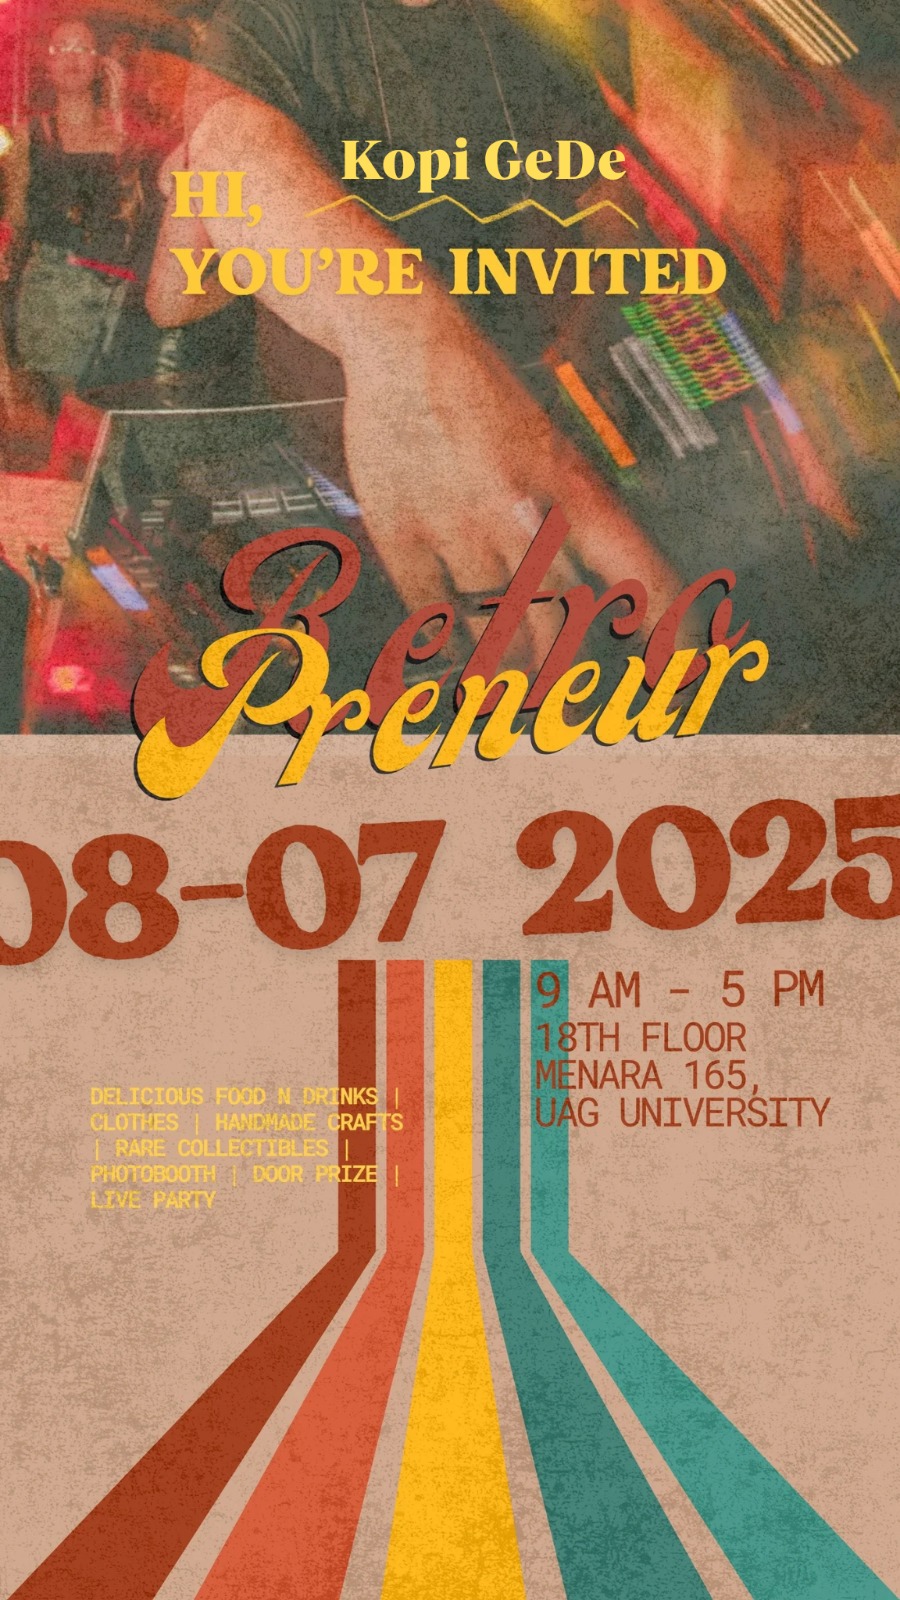 Kopi GeDe
HI,
YOU'RE INVITED
Retro
Preneur
08-07 2025
9 AM - 5 PM
18TH FLOOR
MENARA 165,
UAG UNIVERSITY
DELICIOUS FOOD N DRINKS |
CLOTHES | HANDMADE CRAFTS
| RARE COLLECTIBLES |
PHOTOBOOTH | DOOR PRIZE |
LIVE PARTY